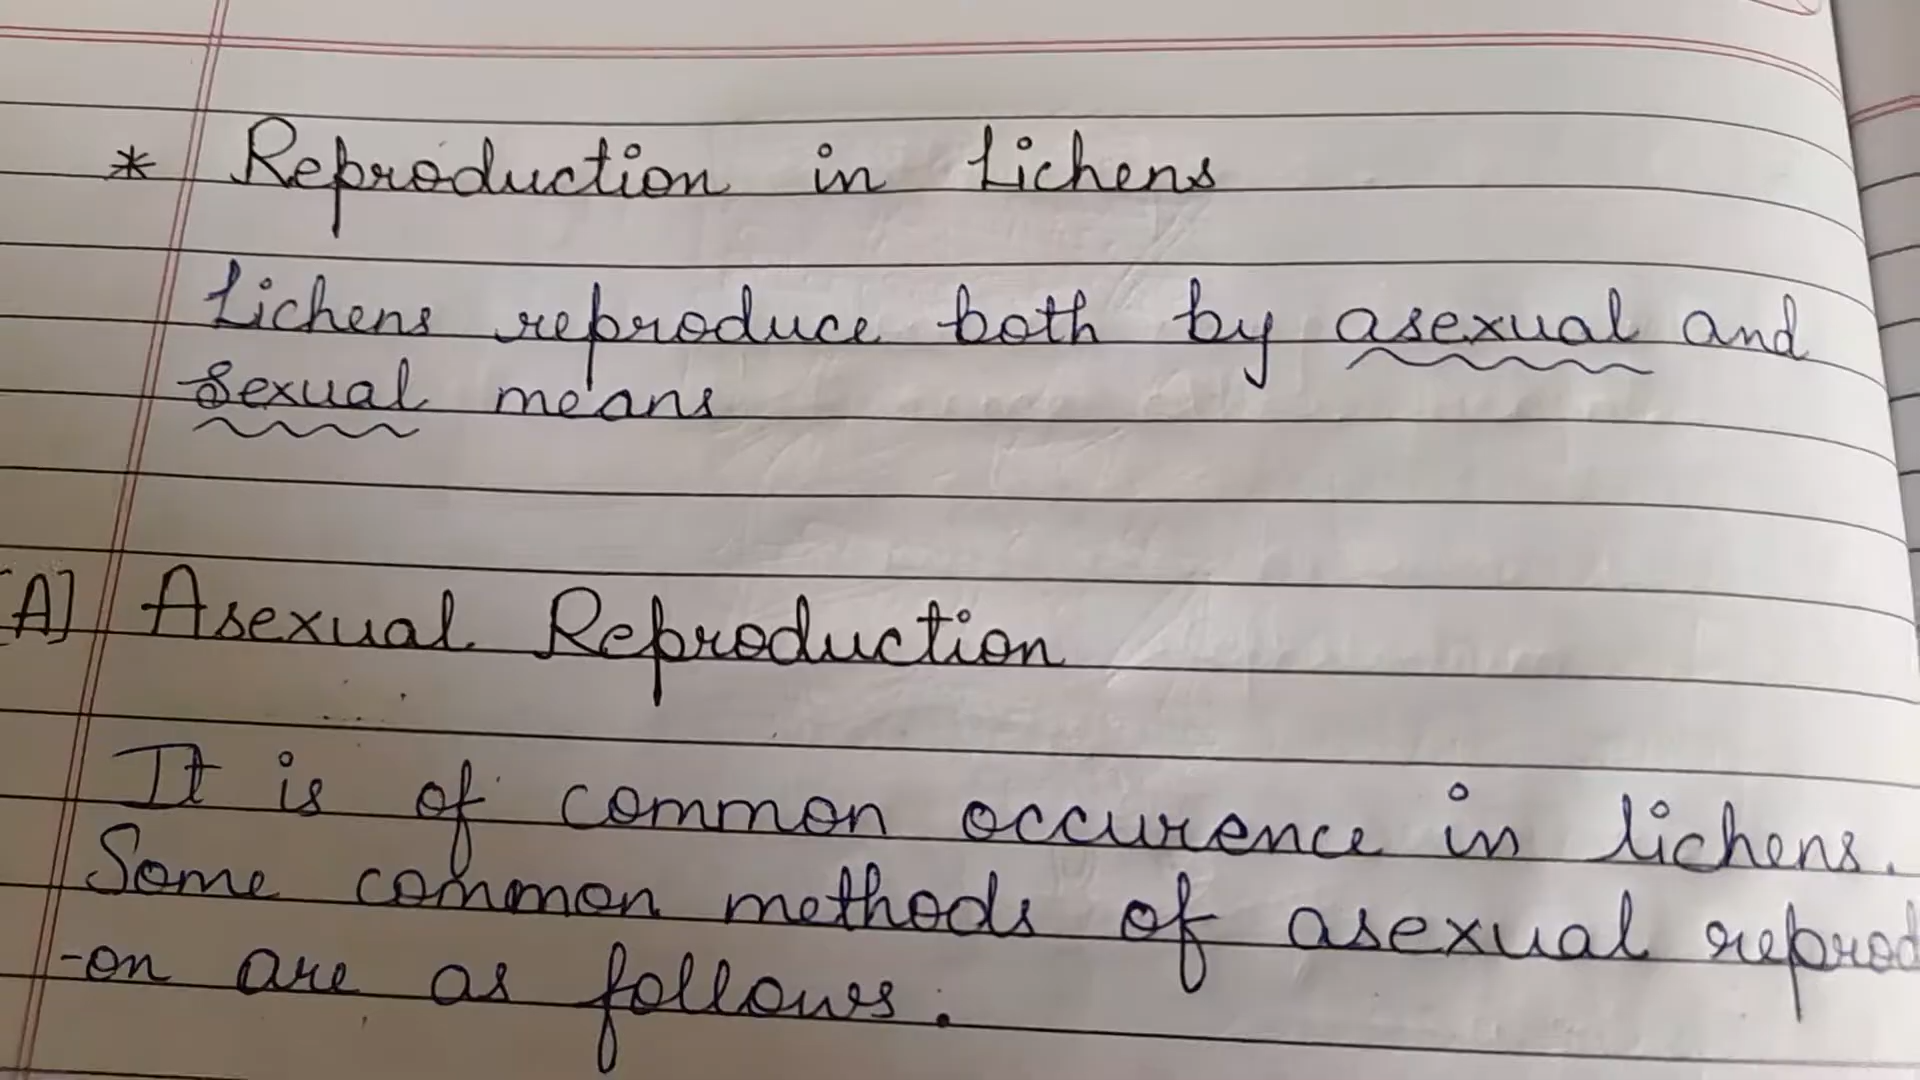 * Reproduction in Lichens
Lichens reproduce both by asexual and
sexual means
[A] Asexual Reproduction
It is of common occurence in lichens.
Some common methods of asexual reprod
-on are as follows.